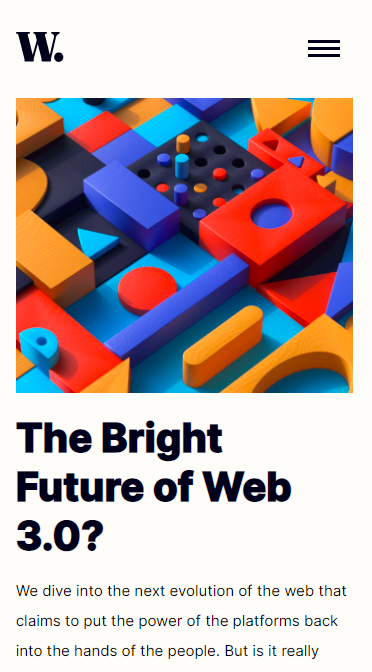 W.
The Bright
Future of Web
3.0?
We dive into the next evolution of the web that
claims to put the power of the platforms back
into the hands of the people. But is it really